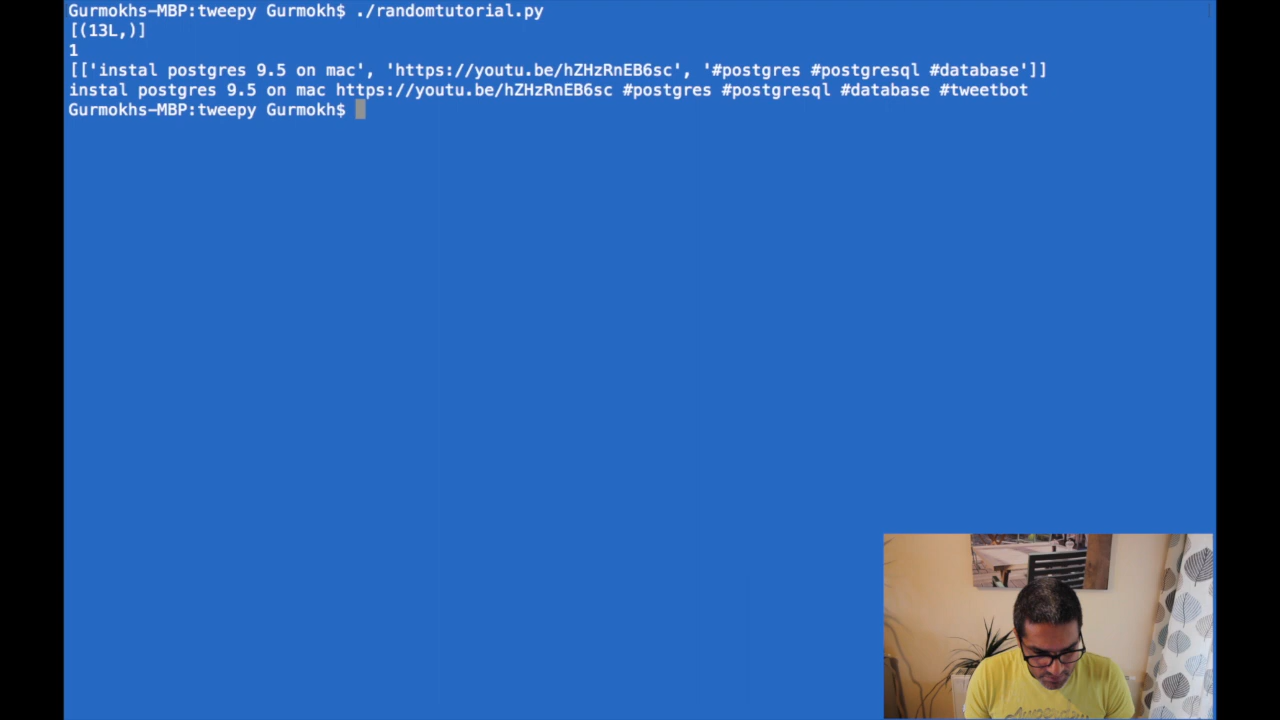 Gurmokhs-MBP:tweepy Gurmokh$ ./randomtutorial.py
[(13L,)]
1
[['instal postgres 9.5 on mac', 'https://youtu.be/hZHzRnEB6sc', '#postgres #postgresql #database']]
instal postgres 9.5 on mac https://youtu.be/hZHzRnEB6sc #postgres #postgresql #database #tweetbot
Gurmokhs-MBP:tweepy Gurmokh$